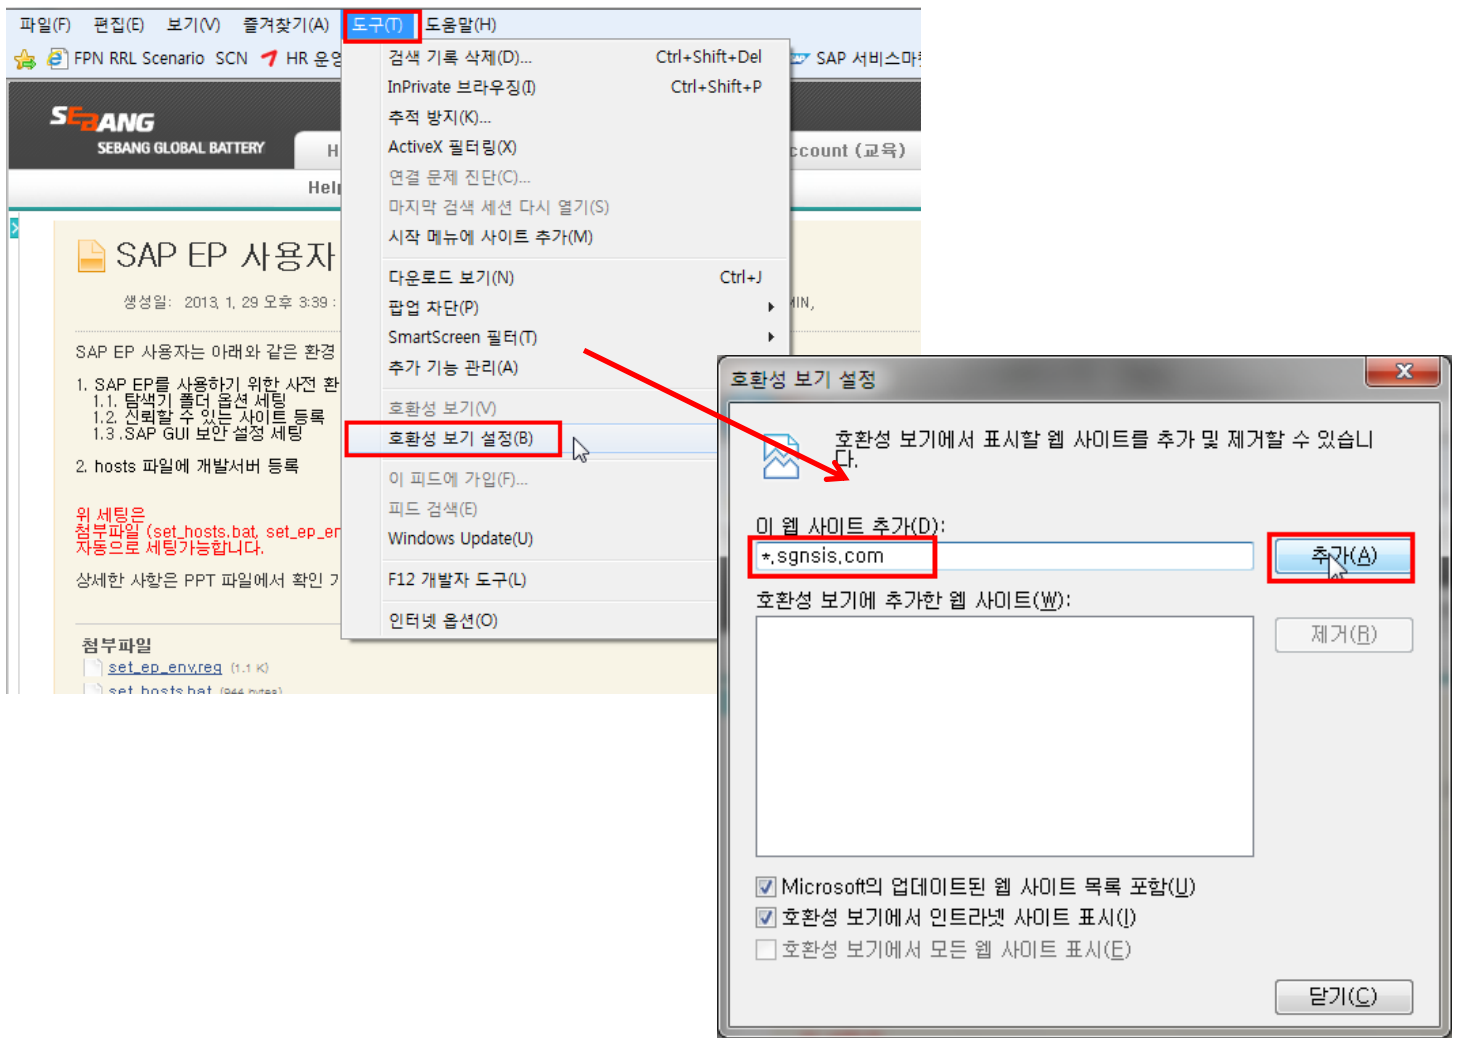 파일(F) 편집(E) 보기(V) 즐겨찾기(A) 도구(T) 도움말(H)
FPN RRL Scenario SCN HR 운영 SAP 서비스마
SEBANG
SEBANG GLOBAL BATTERY
H
ccount (교육)
Hel
검색 기록 삭제(D)... Ctrl+Shift+Del
InPrivate 브라우징(I) Ctrl+Shift+P
추적 방지(K)...
ActiveX 필터링(X)
연결 문제 진단(C)...
마지막 검색 세션 다시 열기(S)
시작 메뉴에 사이트 추가(M)
다운로드 보기(N) Ctrl+J
팝업 차단(P)
SmartScreen 필터(T)
추가 기능 관리(A)
호환성 보기(V)
호환성 보기 설정(B)
이 피드에 가입(F)...
피드 검색(E)
Windows Update(U)
F12 개발자 도구(L)
인터넷 옵션(O)
SAP EP 사용자
생성일: 2013, 1, 29 오후 3:39 : MIN,
SAP EP 사용자는 아래와 같은 환경
1. SAP EP를 사용하기 위한 사전 환
1.1. 탐색기 폴더 옵션 세팅
1.2. 신뢰할 수 있는 사이트 등록
1.3 .SAP GUI 보안 설정 세팅
2. hosts 파일에 개발서버 등록
위 세팅은
첨부파일 (set_hosts.bat, set_ep_er
자동으로 세팅가능합니다.
상세한 사항은 PPT 파일에서 확인 가
첨부파일
set_ep_env.reg (1.1 K)
set_hosts.bat (944 bytes)
호환성 보기 설정
호환성 보기에서 표시할 웹 사이트를 추가 및 제거할 수 있습니
다.
이 웹 사이트 추가(D):
*.sgnsis.com
추가(A)
호환성 보기에 추가한 웹 사이트(W):
제거(R)
Microsoft의 업데이트된 웹 사이트 목록 포함(U)
호환성 보기에서 인트라넷 사이트 표시(I)
호환성 보기에서 모든 웹 사이트 표시(E)
닫기(C)